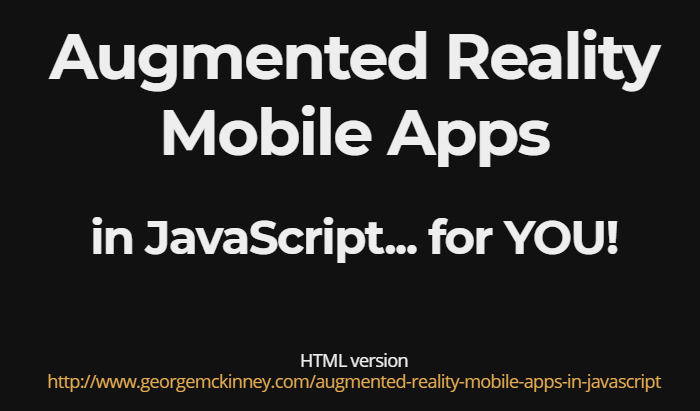 Augmented Reality
Mobile Apps
in JavaScript... for YOU!
HTML version
http://www.georgemckinney.com/augmented-reality-mobile-apps-in-javascript